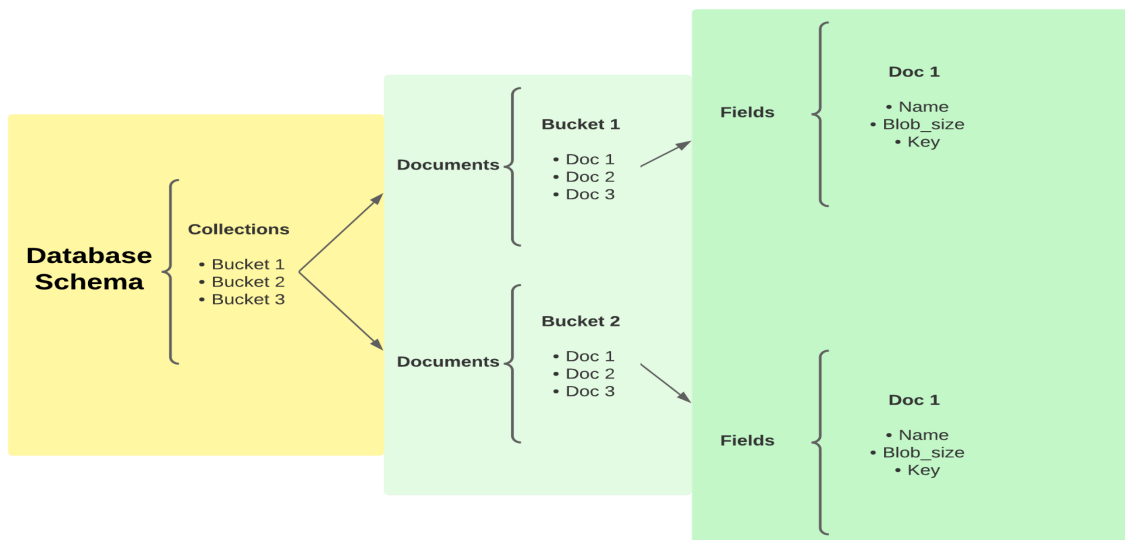 Database
Schema
Collections
• Bucket 1
• Bucket 2
• Bucket 3
Documents
Bucket 1
• Doc 1
• Doc 2
• Doc 3
Documents
Bucket 2
• Doc 1
• Doc 2
• Doc 3
Fields
Doc 1
• Name
• Blob_size
• Key
Fields
Doc 1
• Name
• Blob_size
• Key